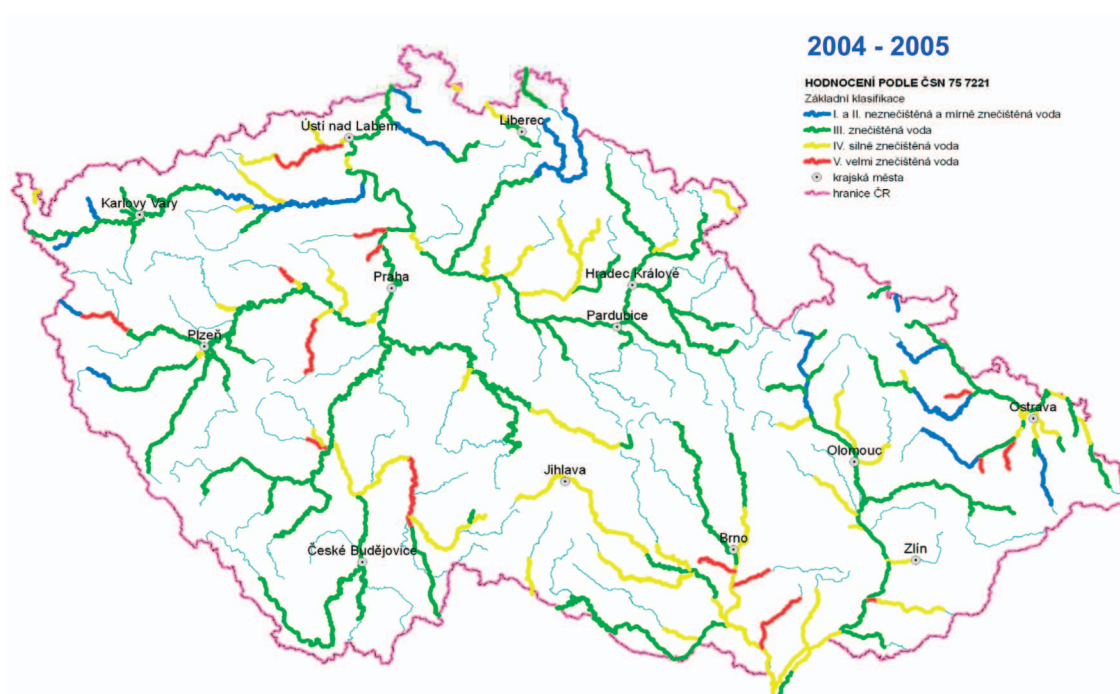 2004 - 2005
HODNOCENÍ PODLE ČSN 75 7221
Základní klasifikace
I. a II. neznečištěná a mírně znečištěná voda
III. znečištěná voda
IV. silně znečištěná voda
V. velmi znečištěná voda
krajská města
hranice ČR
Liberec
Ústí nad Labem
Karlovy Vary
Praha
Hradec Králové
Pardubice
Plzeň
Ostrava
Olomouc
Jihlava
Brno
Zlín
České Budějovice